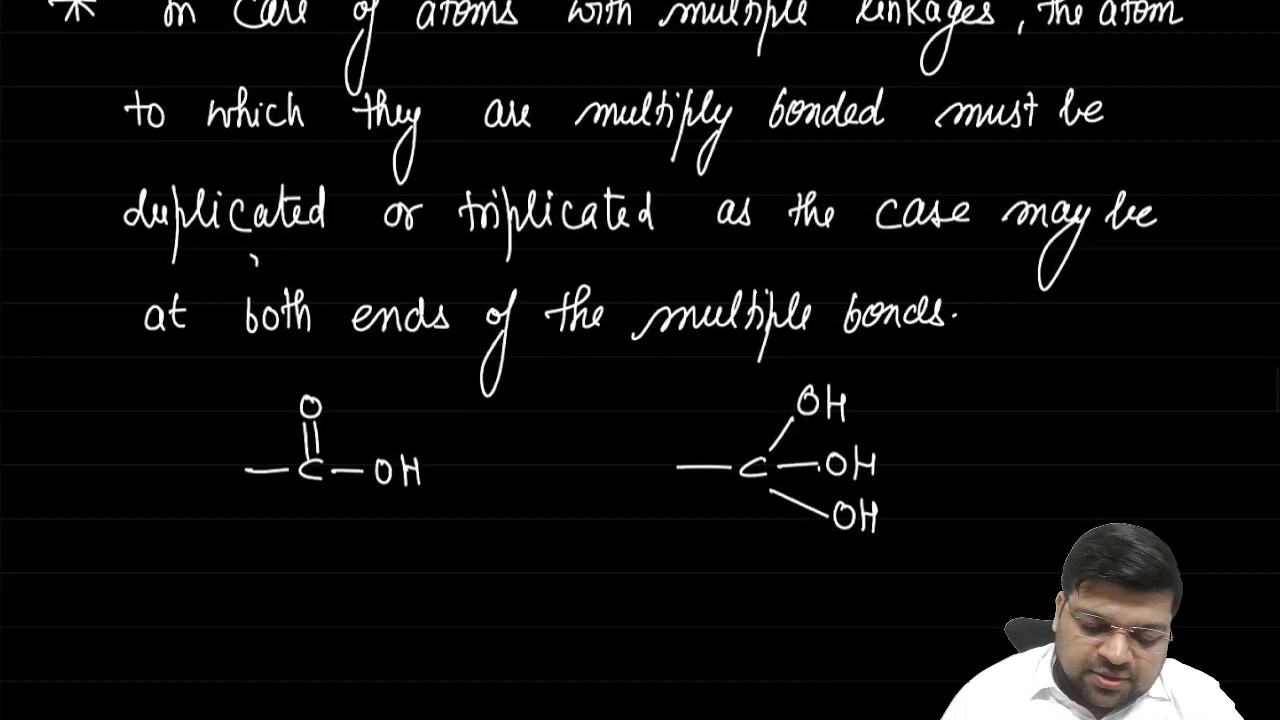 * In Case of atoms with multiple linkages, the atom
to which they are multiply bonded must be
duplicated or triplicated as the case may be
at both ends of the multiple bonds.
O OH
— C — OH — C — OH
OH